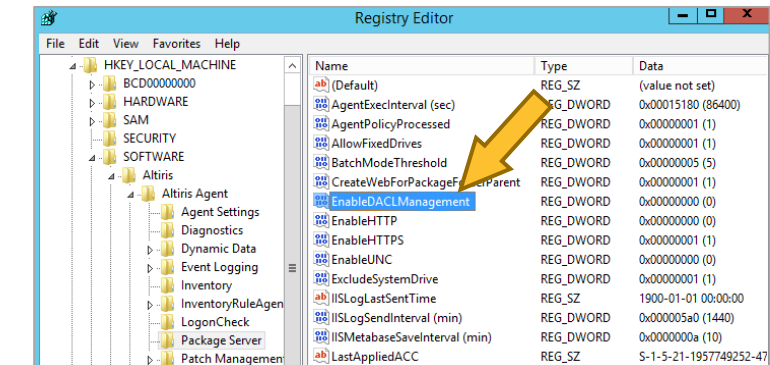 Registry Editor
File Edit View Favorites Help
HKEY_LOCAL_MACHINE
BCD00000000
HARDWARE
SAM
SECURITY
SOFTWARE
Altiris
Altiris Agent
Agent Settings
Diagnostics
Dynamic Data
Event Logging
Inventory
InventoryRuleAgen
LogonCheck
Package Server
Patch Management
Name Type Data
(Default) REG_SZ (value not set)
AgentExecInterval (sec) REG_DWORD 0x00015180 (86400)
AgentPolicyProcessed REG_DWORD 0x00000001 (1)
AllowFixedDrives REG_DWORD 0x00000001 (1)
BatchModeThreshold REG_DWORD 0x00000005 (5)
CreateWebForPackageF erParent REG_DWORD 0x00000001 (1)
EnableDACLManagement REG_DWORD 0x00000000 (0)
EnableHTTP REG_DWORD 0x00000000 (0)
EnableHTTPS REG_DWORD 0x00000001 (1)
EnableUNC REG_DWORD 0x00000000 (0)
ExcludeSystemDrive REG_DWORD 0x00000001 (1)
IISLogLastSentTime REG_SZ 1900-01-01 00:00:00
IISLogSendInterval (min) REG_DWORD 0x000005a0 (1440)
IISMetabaseSaveInterval (min) REG_DWORD 0x0000000a (10)
LastAppliedACC REG_SZ S-1-5-21-1957749252-47